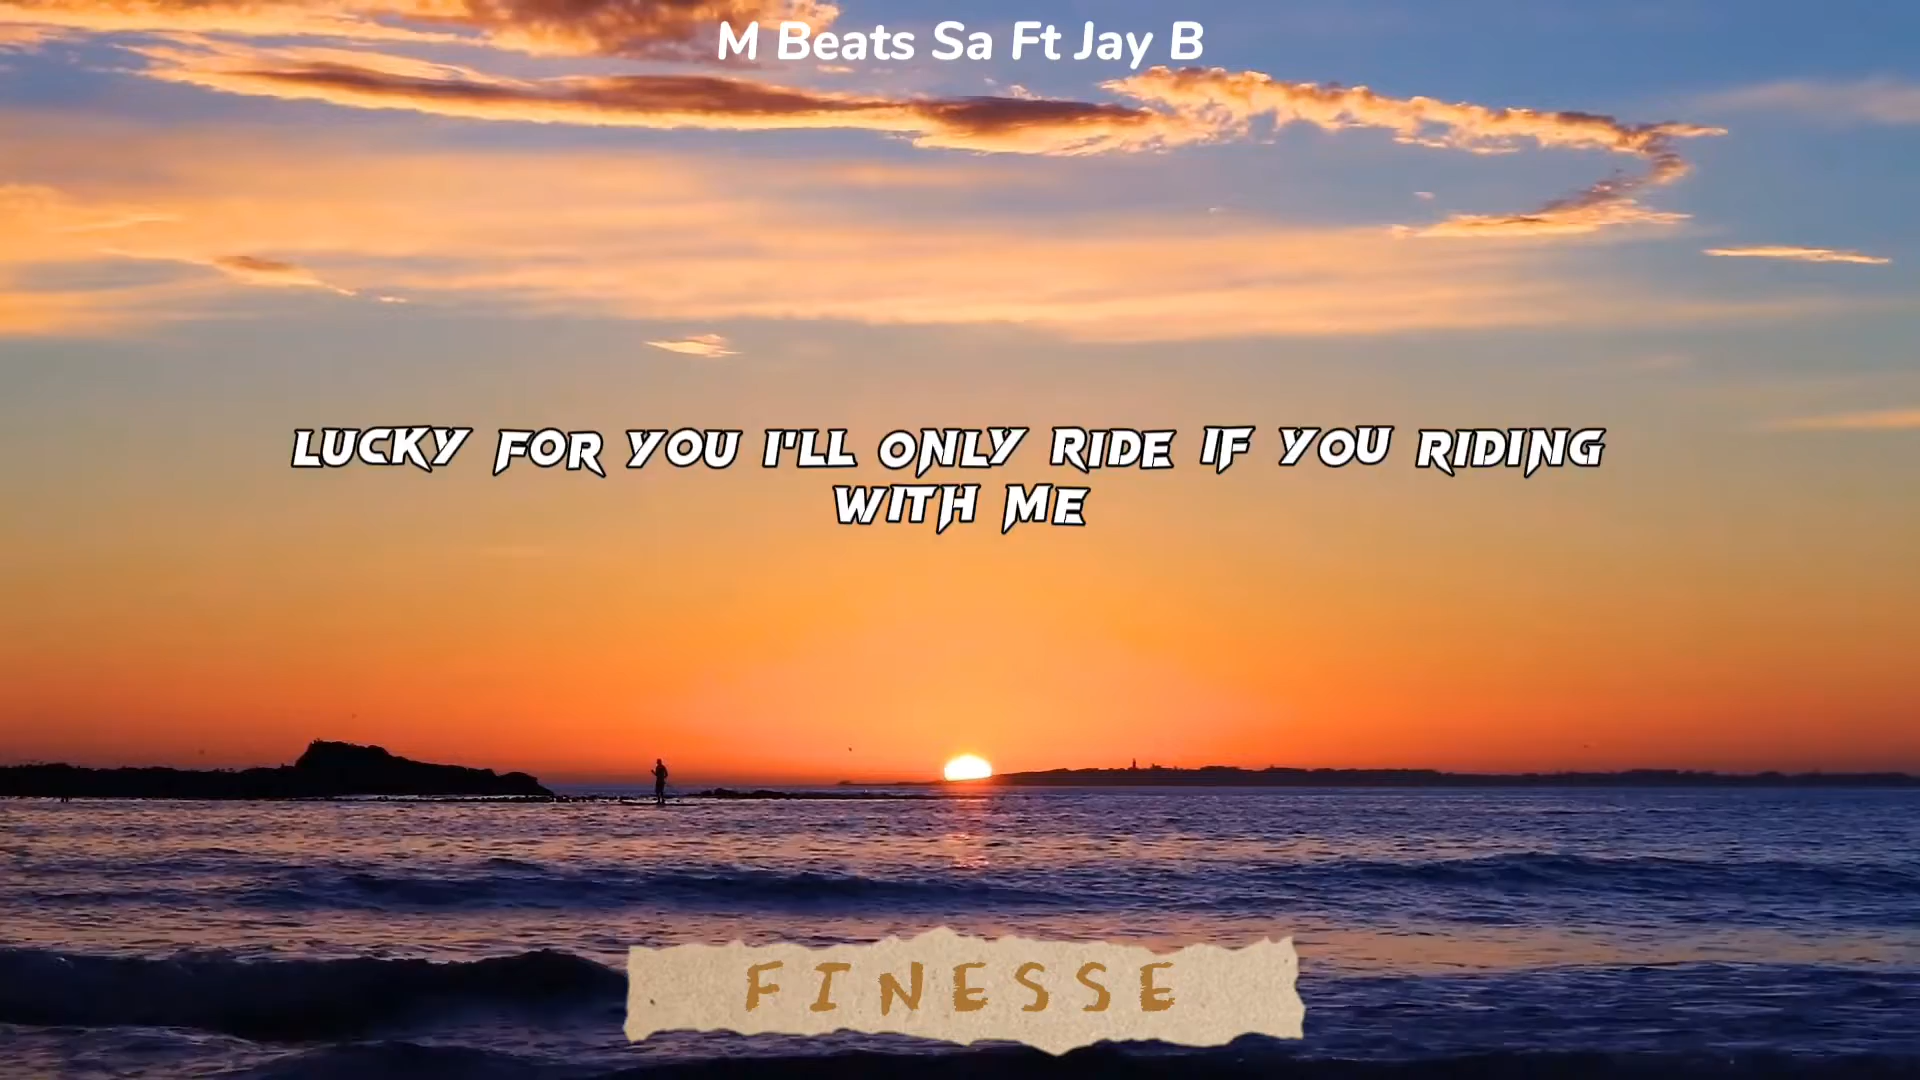 M Beats Sa Ft Jay B
LUCKY FOR YOU I'LL ONLY RIDE IF YOU RIDING
WITH ME
FINESSE